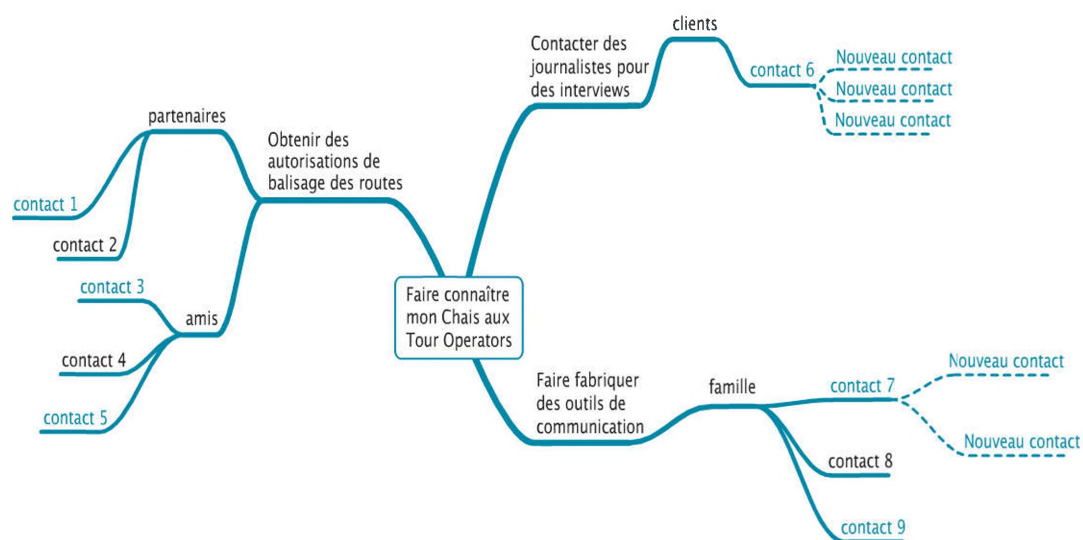 clients
Contacter des
journalistes pour
des interviews
contact 6
Nouveau contact
Nouveau contact
Nouveau contact
partenaires
Obtenir des
autorisations de
balisage des routes
contact 1
contact 2
contact 3
amis
contact 4
contact 5
Faire connaître
mon Chais aux
Tour Operators
Faire fabriquer
des outils de
communication
famille
contact 7
Nouveau contact
Nouveau contact
contact 8
contact 9